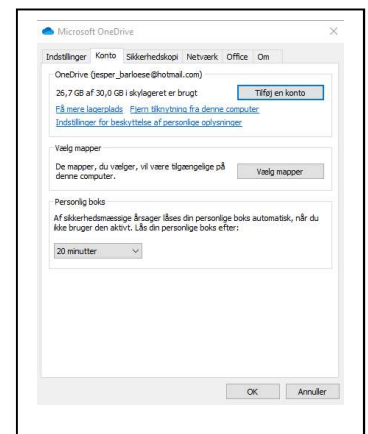 Microsoft OneDrive
Indstillinger Konto Sikkerhedskopi Netværk Office Om
OneDrive (jesper_barloese@hotmail.com)
26,7 GB af 30,0 GB i skylageret er brugt Tilføj en konto
Få mere lagerplads Fjern tilknytning fra denne computer
Indstillinger for beskyttelse af personlige oplysninger
Vælg mapper
De mapper, du vælger, vil være tilgængelige på
denne computer. Vælg mapper
Personlig boks
Af sikkerhedsmæssige årsager låses din personlige boks automatisk, når du
ikke bruger den aktivt. Lås din personlige boks efter:
20 minutter
OK Annuller